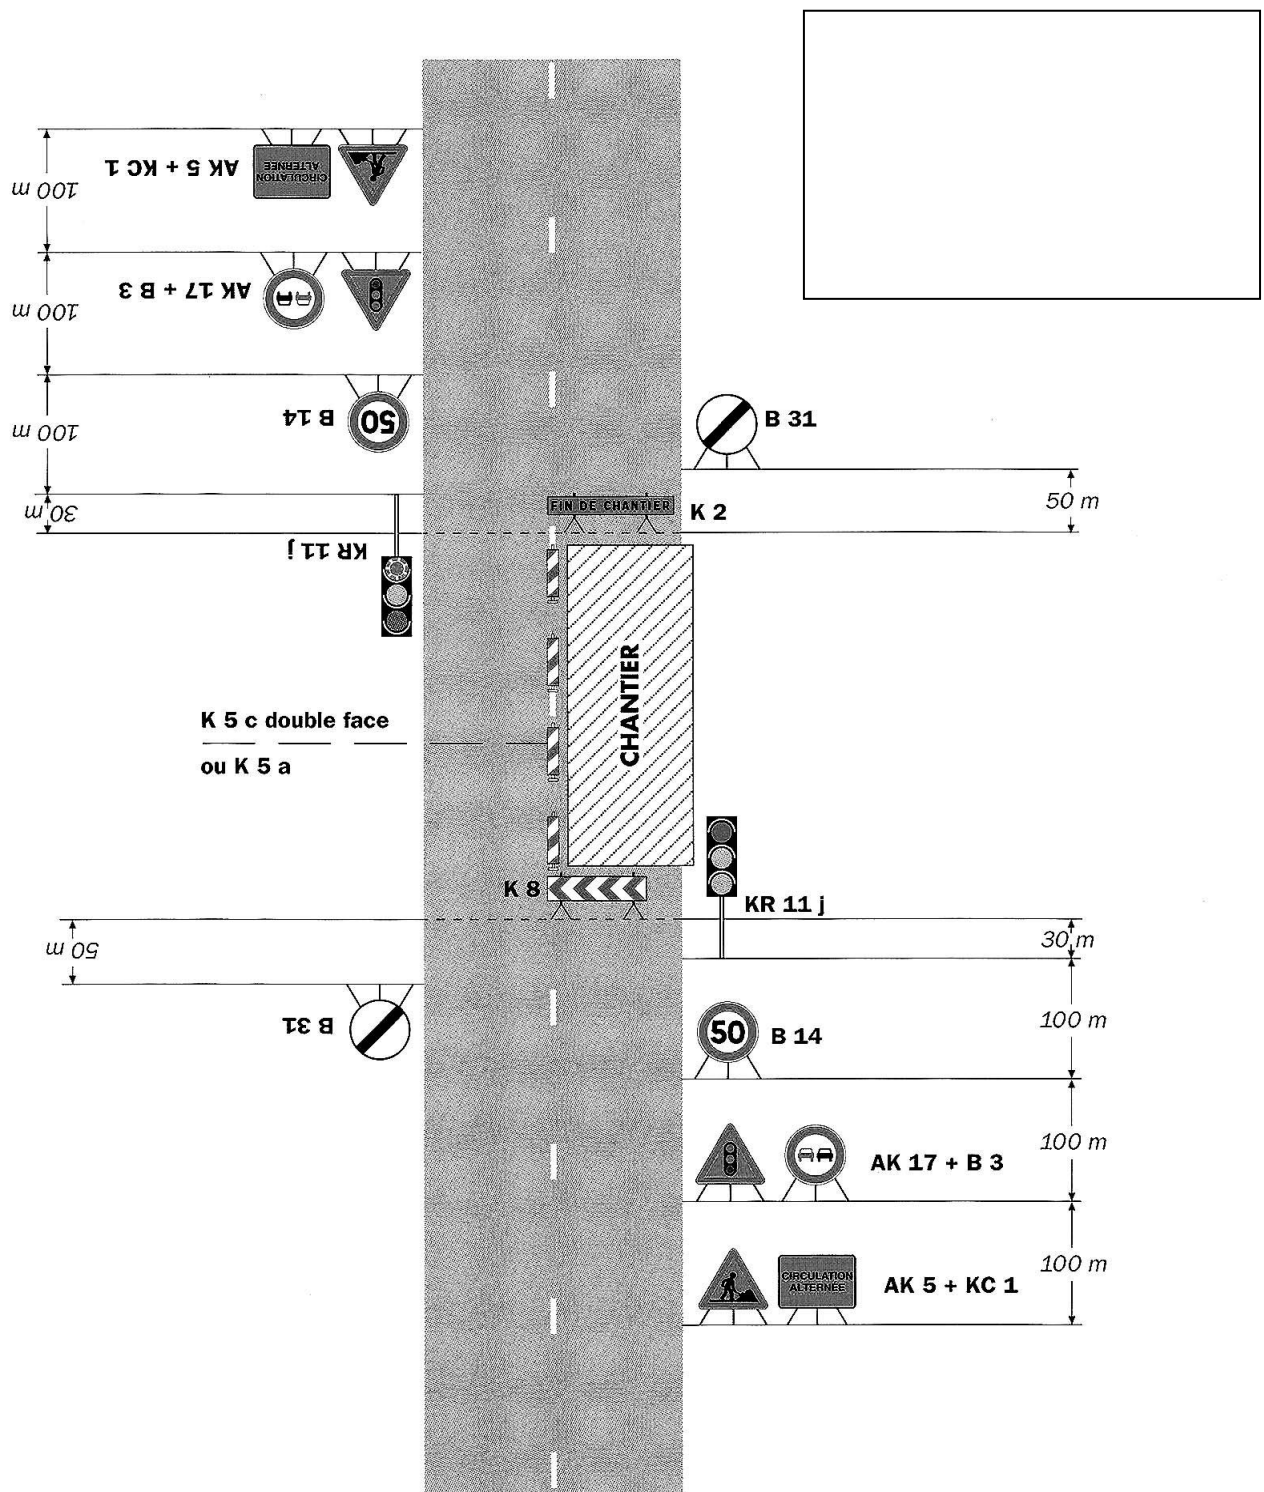 AK 5 + KC 1
CIRCULATION
ALTERNÉE
100 m
AK 17 + B 3
100 m
B 14
50
100 m
B 31
FIN DE CHANTIER
K 2
50 m
30 m
KR 11 j
CHANTIER
K 5 c double face
ou K 5 a
K 8
KR 11 j
50 m
30 m
B 31
50
B 14
100 m
AK 17 + B 3
100 m
CIRCULATION
ALTERNÉE
AK 5 + KC 1
100 m